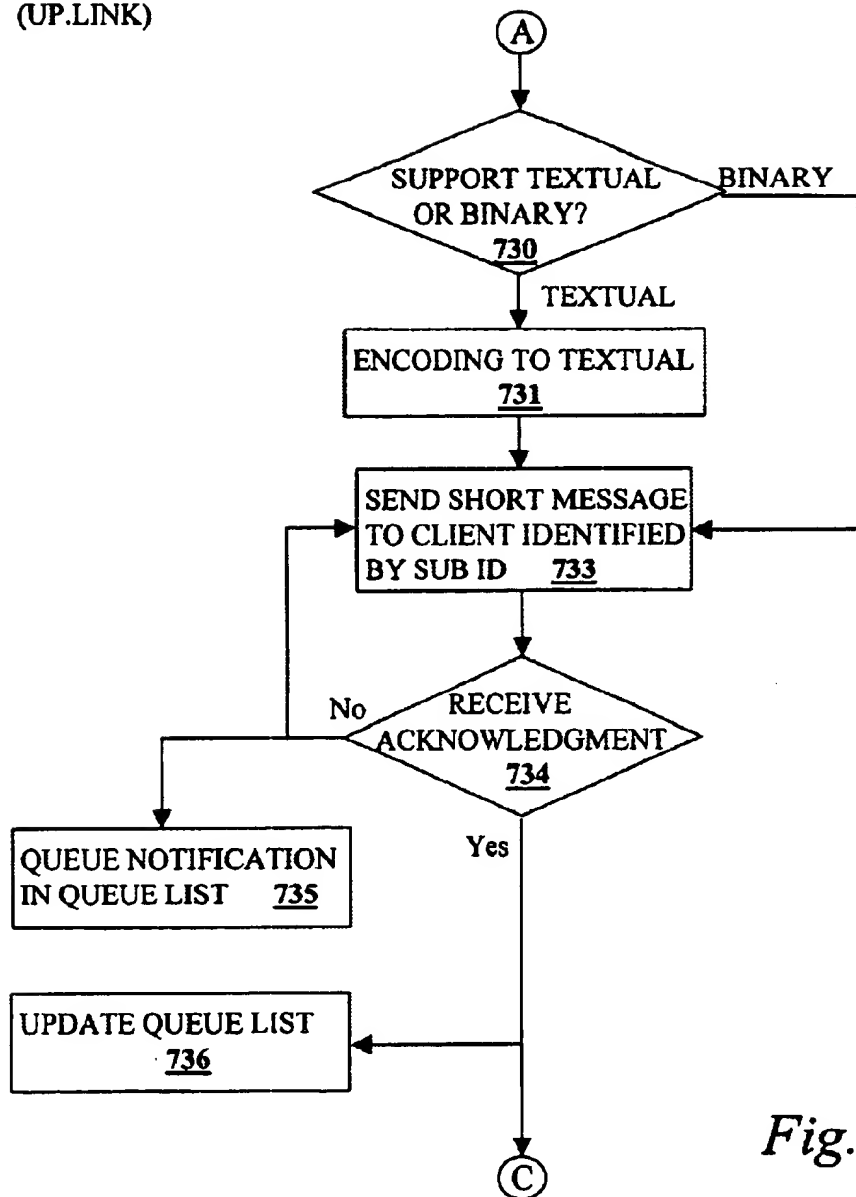 (UP.LINK)
A
SUPPORT TEXTUAL
OR BINARY?
730
BINARY
TEXTUAL
ENCODING TO TEXTUAL
731
SEND SHORT MESSAGE
TO CLIENT IDENTIFIED
BY SUB ID 733
No
RECEIVE
ACKNOWLEDGMENT
734
Yes
QUEUE NOTIFICATION
IN QUEUE LIST 735
UPDATE QUEUE LIST
736
C
Fig.